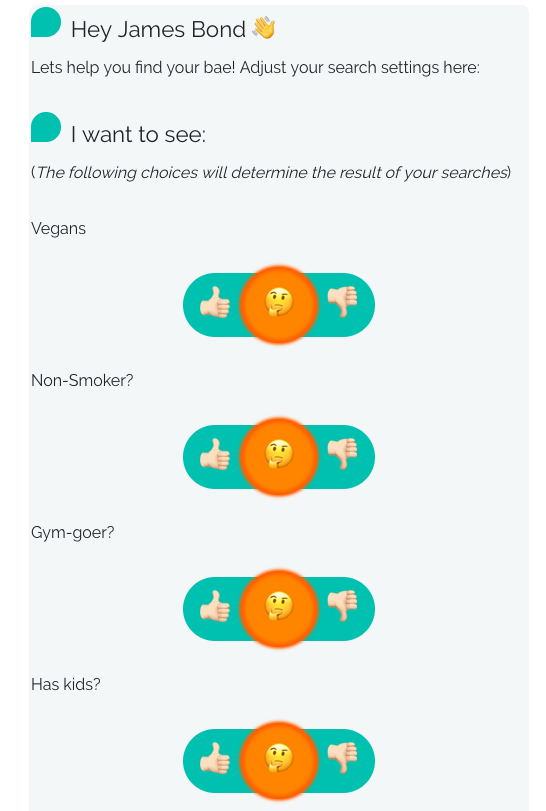 Hey James Bond 👋
Lets help you find your bae! Adjust your search settings here:
I want to see:
(The following choices will determine the result of your searches)
Vegans
Non-Smoker?
Gym-goer?
Has kids?